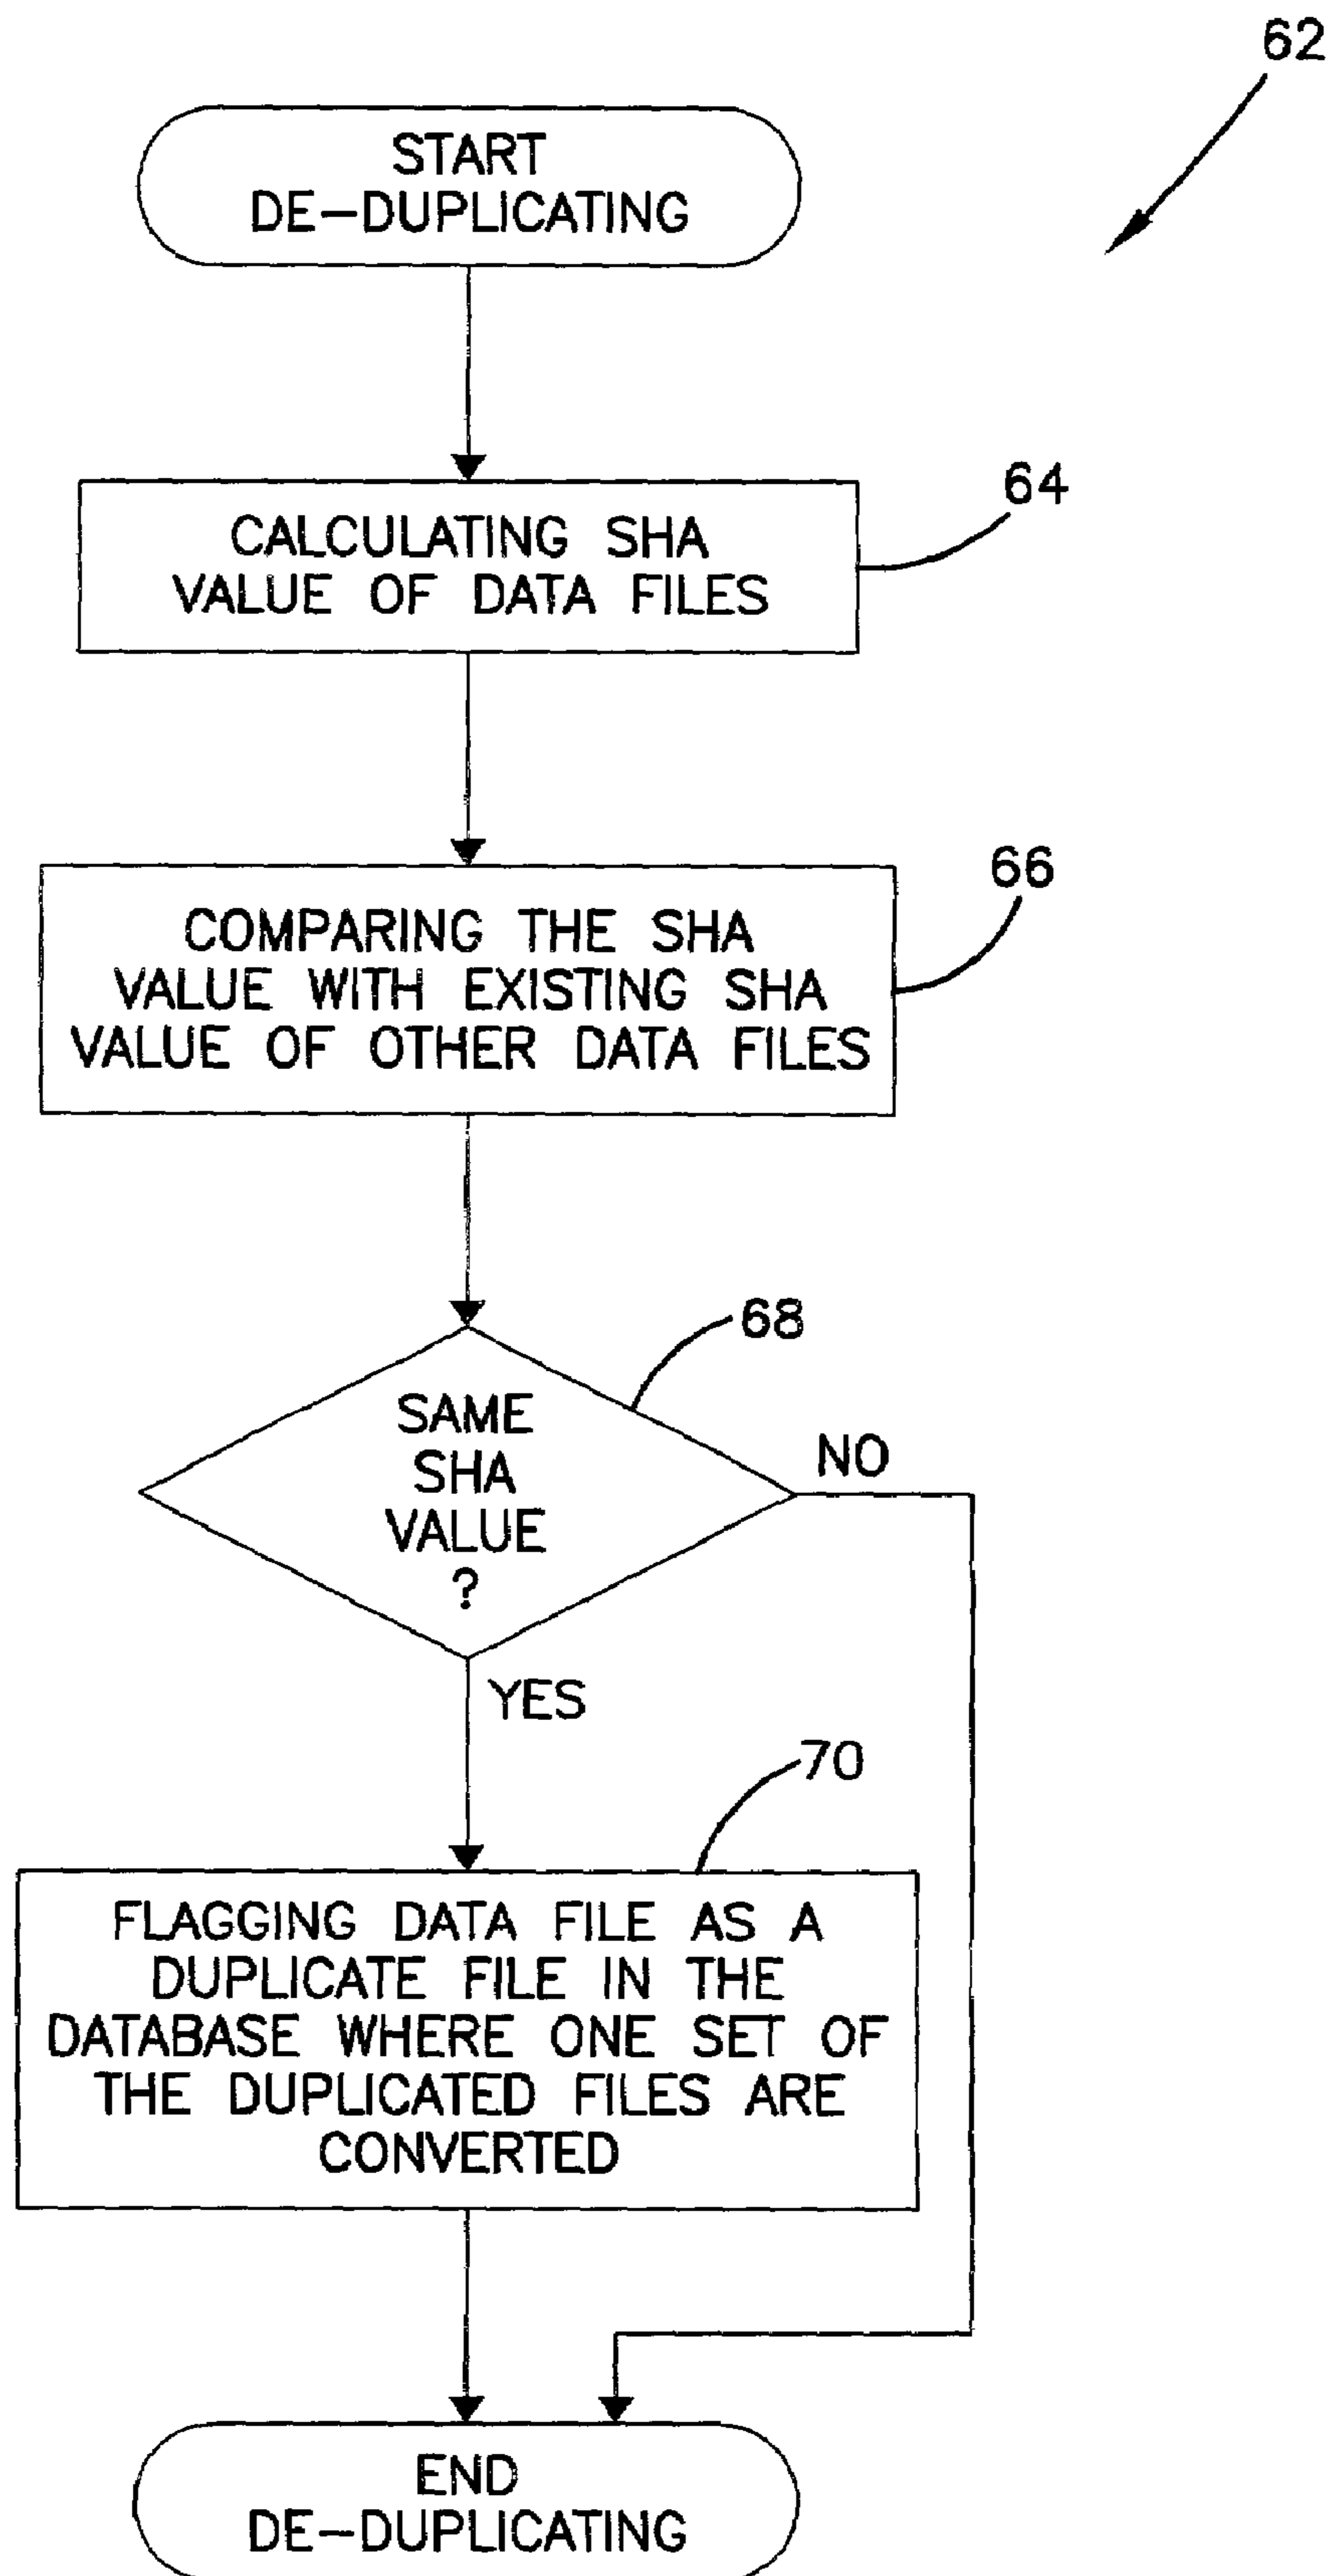 62
START
DE-DUPLICATING
64
CALCULATING SHA
VALUE OF DATA FILES
66
COMPARING THE SHA
VALUE WITH EXISTING SHA
VALUE OF OTHER DATA FILES
68
SAME
SHA
VALUE
?
NO
YES
70
FLAGGING DATA FILE AS A
DUPLICATE FILE IN THE
DATABASE WHERE ONE SET OF
THE DUPLICATED FILES ARE
CONVERTED
END
DE-DUPLICATING